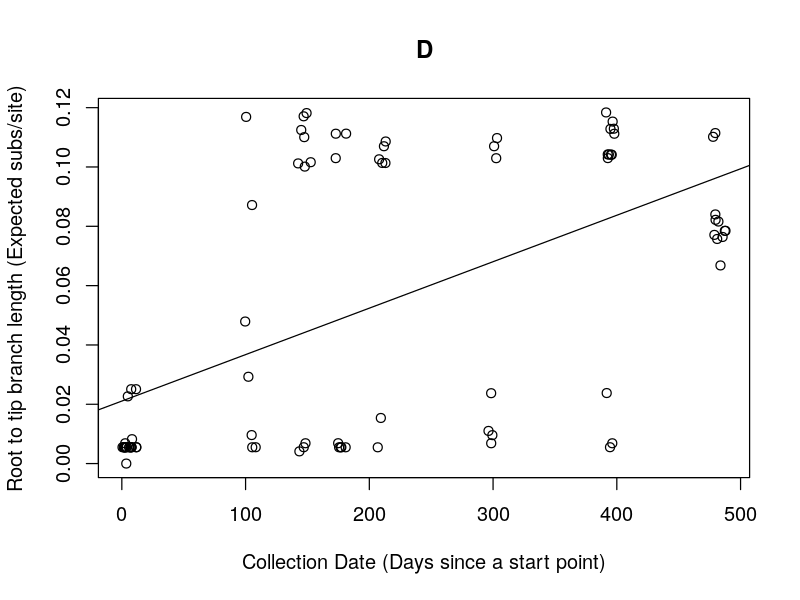 D
Root to tip branch length (Expected subs/site)
0.12
0.10
0.08
0.06
0.04
0.02
0.00
0 100 200 300 400 500
Collection Date (Days since a start point)